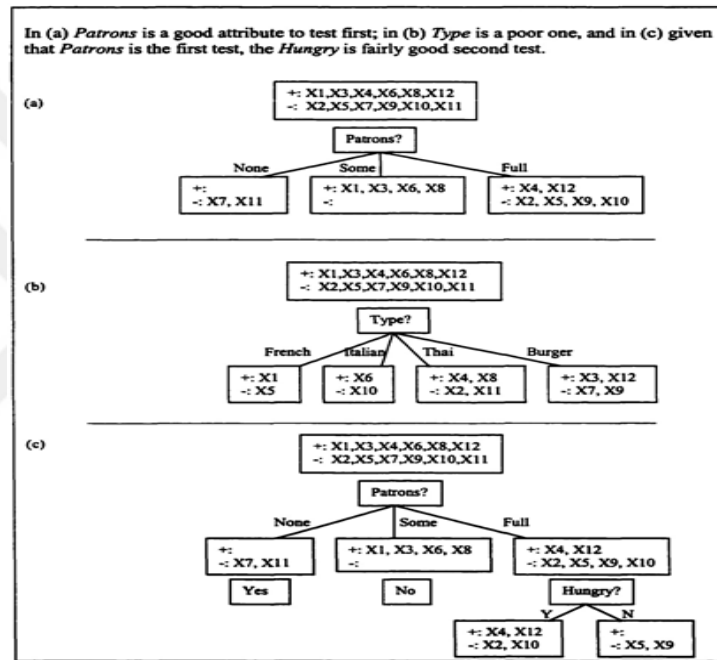 In (a) Patrons is a good attribute to test first; in (b) Type is a poor one, and in (c) given
that Patrons is the first test, the Hungry is fairly good second test.
(a)
+: X1,X3,X4,X6,X8,X12
-: X2,X5,X7,X9,X10,X11
Patrons?
None Some Full
+: +: X1, X3, X6, X8 +: X4, X12
-: X7, X11 -: -: X2, X5, X9, X10
(b)
+: X1,X3,X4,X6,X8,X12
-: X2,X5,X7,X9,X10,X11
Type?
French Italian Thai Burger
+: X1 +: X6 +: X4, X8 +: X3, X12
-: X5 -: X10 -: X2, X11 -: X7, X9
(c)
+: X1,X3,X4,X6,X8,X12
-: X2,X5,X7,X9,X10,X11
Patrons?
None Some Full
+: +: X1, X3, X6, X8 +: X4, X12
-: X7, X11 -: -: X2, X5, X9, X10
Yes No Hungry?
Y N
+: X4, X12 +:
-: X2, X10 -: X5, X9